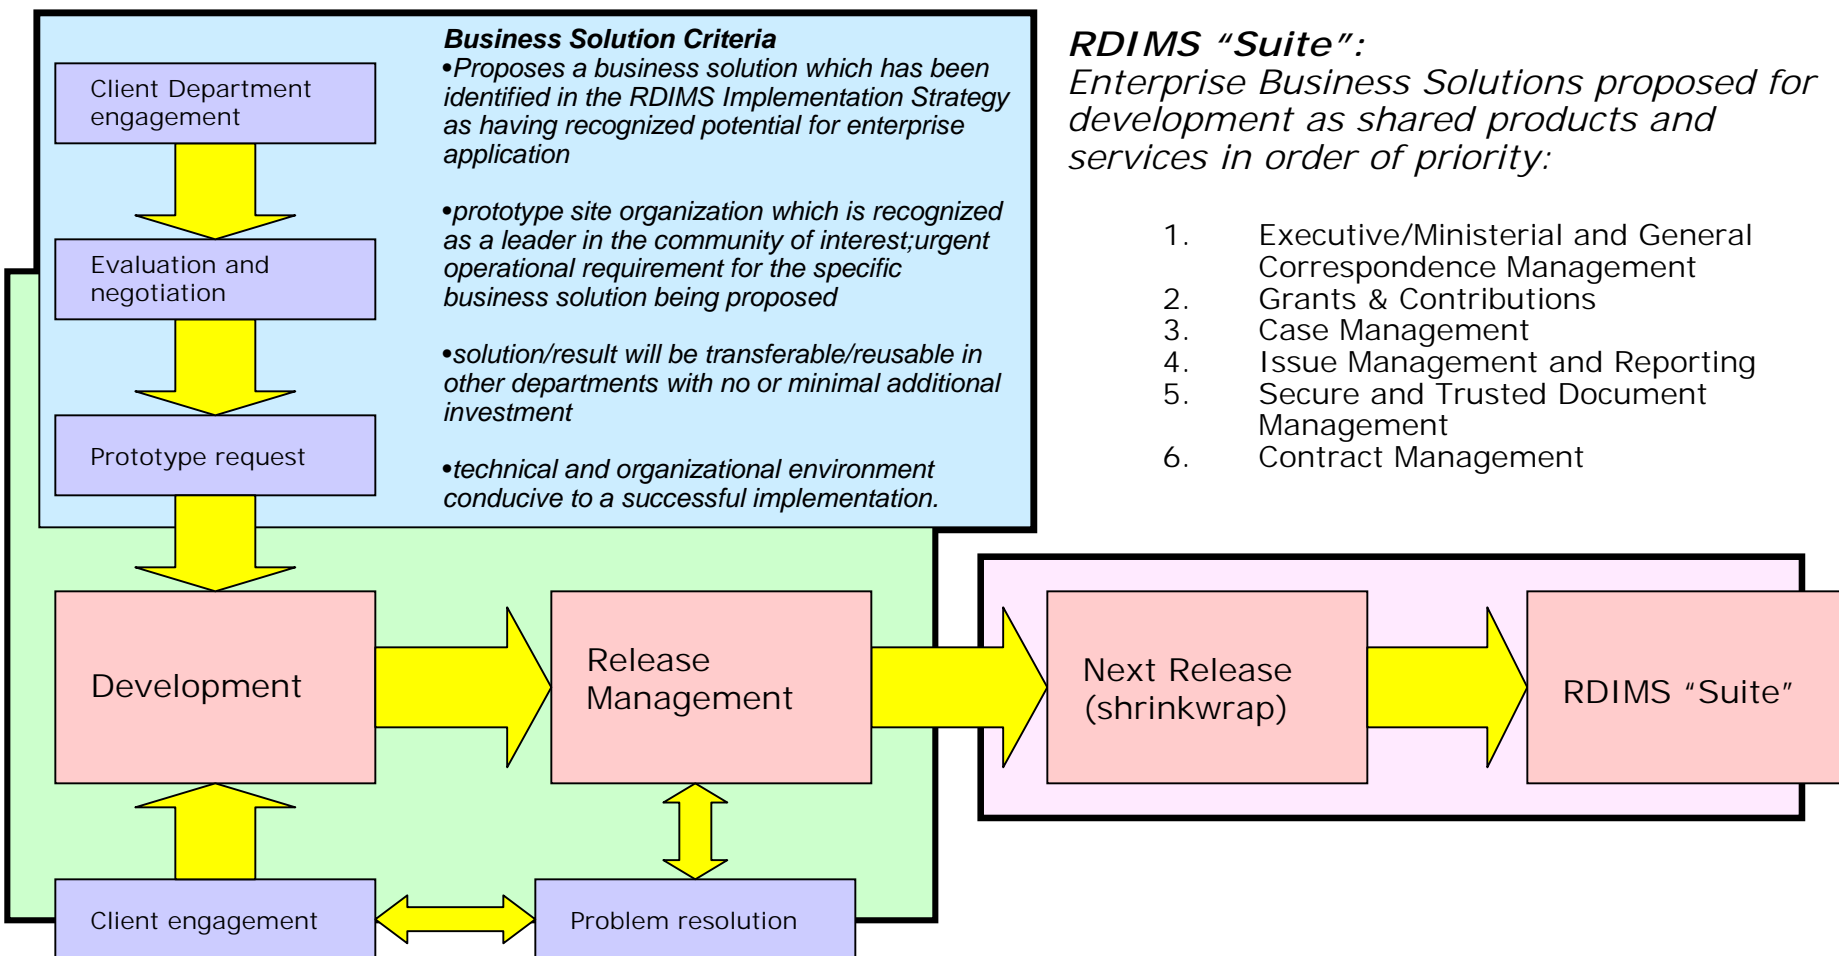 Client Department
engagement
Evaluation and
negotiation
Prototype request
Business Solution Criteria
•Proposes a business solution which has been
identified in the RDIMS Implementation Strategy
as having recognized potential for enterprise
application
•prototype site organization which is recognized
as a leader in the community of interest;urgent
operational requirement for the specific
business solution being proposed
•solution/result will be transferable/reusable in
other departments with no or minimal additional
investment
•technical and organizational environment
conducive to a successful implementation.
RDIMS “Suite”:
Enterprise Business Solutions proposed for
development as shared products and
services in order of priority:
1. Executive/Ministerial and General
Correspondence Management
2. Grants & Contributions
3. Case Management
4. Issue Management and Reporting
5. Secure and Trusted Document
Management
6. Contract Management
Development
Release
Management
Next Release
(shrinkwrap)
RDIMS “Suite”
Client engagement
Problem resolution